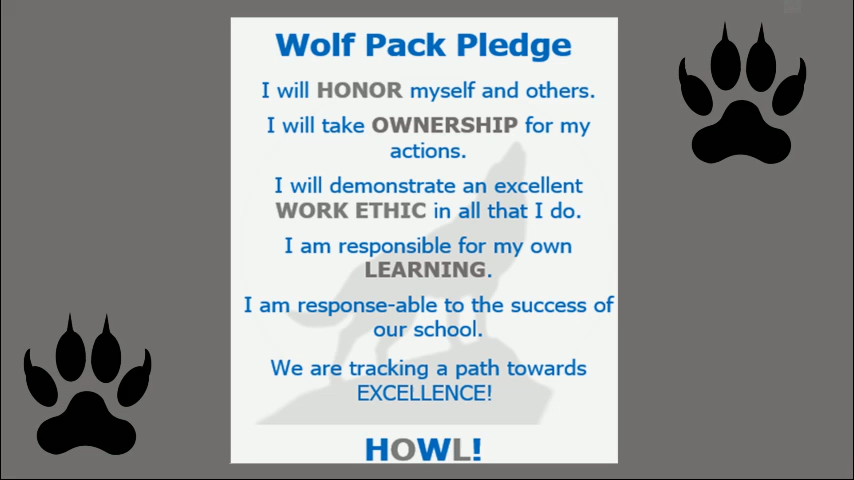 Wolf Pack Pledge
I will HONOR myself and others.
I will take OWNERSHIP for my
actions.
I will demonstrate an excellent
WORK ETHIC in all that I do.
I am responsible for my own
LEARNING.
I am response-able to the success of
our school.
We are tracking a path towards
EXCELLENCE!
HOWL!